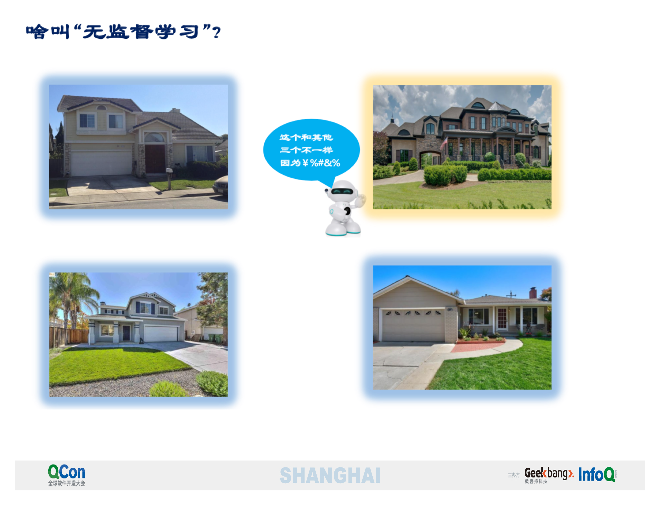 啥叫“无监督学习”?
这个和其他
三个不一样
因为￥%#&%
QCon
全球软件开发大会
SHANGHAI
Geekbang>.
InfoQ